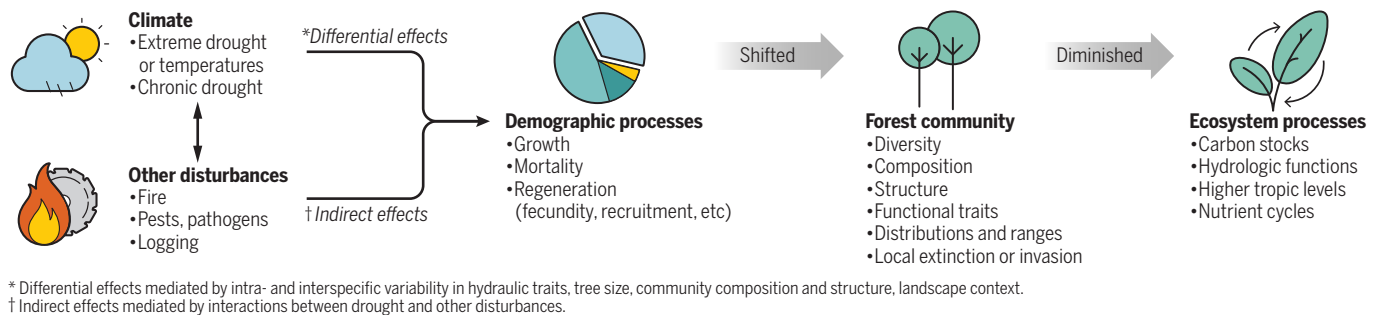 Climate
•Extreme drought
or temperatures
•Chronic drought
Other disturbances
•Fire
•Pests, pathogens
•Logging
*Differential effects
† Indirect effects
Demographic processes
•Growth
•Mortality
•Regeneration
(fecundity, recruitment, etc)
Shifted
Forest community
•Diversity
•Composition
•Structure
•Functional traits
•Distributions and ranges
•Local extinction or invasion
Diminished
Ecosystem processes
•Carbon stocks
•Hydrologic functions
•Higher tropic levels
•Nutrient cycles
* Differential effects mediated by intra- and interspecific variability in hydraulic traits, tree size, community composition and structure, landscape context.
† Indirect effects mediated by interactions between drought and other disturbances.